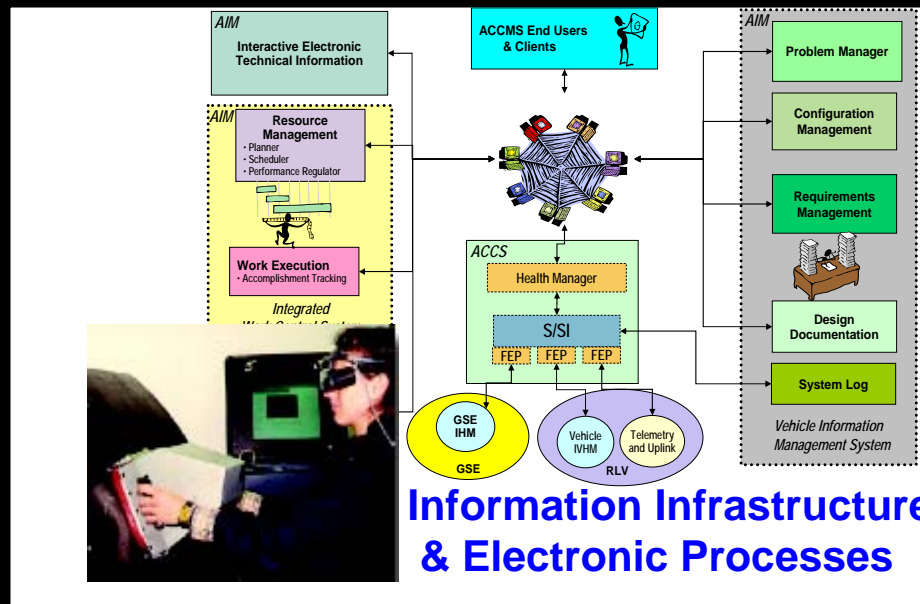 AIM
Interactive Electronic
Technical Information
ACCMS End Users
& Clients
AIM
Problem Manager
Configuration
Management
Requirements
Management
Design
Documentation
System Log
Vehicle Information
Management System
AIM
Resource
Management
• Planner
• Scheduler
• Performance Regulator
Work Execution
• Accomplishment Tracking
Integrated
ACCS
Health Manager
S/SI
FEP
FEP
FEP
GSE
IHM
GSE
Vehicle
IVHM
Telemetry
and Uplink
RLV
Information Infrastructure
& Electronic Processes